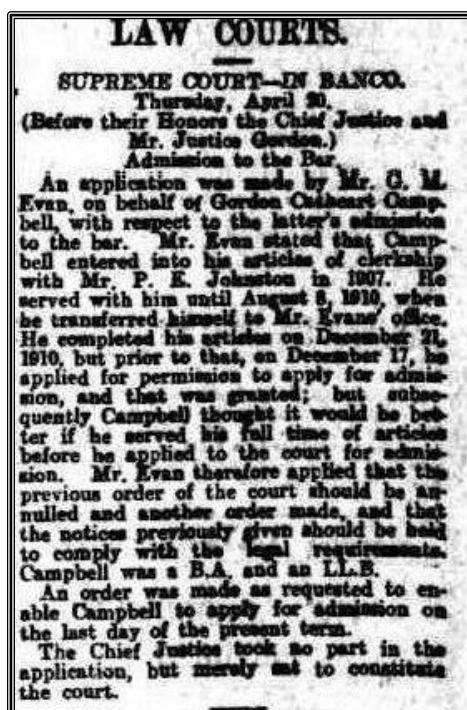 LAW COURTS.
SUPREME COURT—IN BANCO.
Thursday, April 20.
(Before their Honors the Chief Justice and
Mr. Justice Gordon.)
Admission to the Bar.
An application was made by Mr. G. M.
Evan, on behalf of Gordon Cathcart Camp-
bell, with respect to the latter's admission
to the bar. Mr. Evan stated that Camp-
bell entered into his articles of clerkship
with Mr. P. E. Johnston in 1907. He
served with him until August 8, 1910, when
he transferred himself to Mr. Evans' office.
He completed his articles on December 21,
1910, but prior to that, on December 17, he
applied for permission to apply for admis-
sion, and that was granted; but subse-
quently Campbell thought it would be bet-
ter if he served his full time of articles
before he applied to the court for admis-
sion. Mr. Evan therefore applied that the
previous order of the court should be an-
nulled and another order made, and that
the notices previously given should be held
to comply with the legal requirements.
Campbell was a B.A. and an LL.B.
An order was made as requested to en-
able Campbell to apply for admission on
the last day of the present term.
The Chief Justice took no part in the
application, but merely sat to constitute
the court.